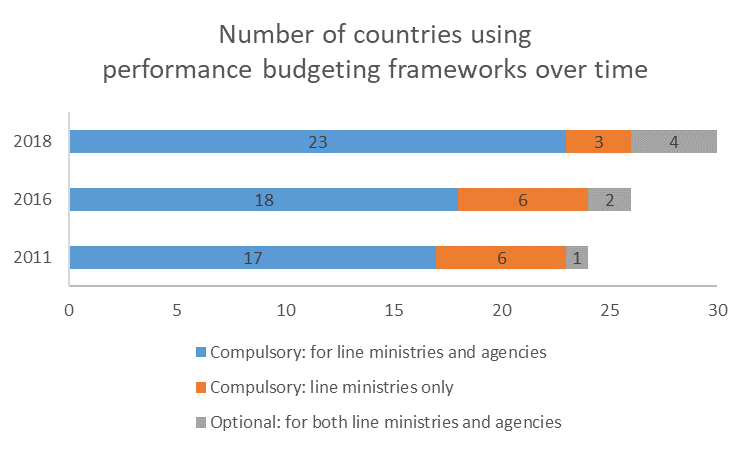 Number of countries using
performance budgeting frameworks over time
2018 23 3 4
2016 18 6 2
2011 17 6 1
0 5 10 15 20 25 30
Compulsory: for line ministries and agencies
Compulsory: line ministries only
Optional: for both line ministries and agencies